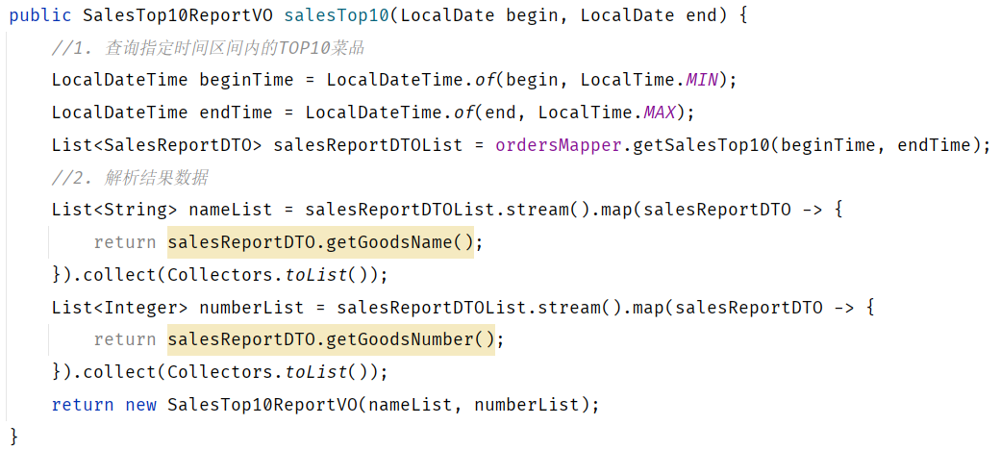 public SalesTop10ReportVO salesTop10(LocalDate begin, LocalDate end) {
    //1. 查询指定时间区间内的TOP10菜品
    LocalDateTime beginTime = LocalDateTime.of(begin, LocalTime.MIN);
    LocalDateTime endTime = LocalDateTime.of(end, LocalTime.MAX);
    List<SalesReportDTO> salesReportDTOList = ordersMapper.getSalesTop10(beginTime, endTime);
    //2. 解析结果数据
    List<String> nameList = salesReportDTOList.stream().map(salesReportDTO -> {
        return salesReportDTO.getGoodsName();
    }).collect(Collectors.toList());
    List<Integer> numberList = salesReportDTOList.stream().map(salesReportDTO -> {
        return salesReportDTO.getGoodsNumber();
    }).collect(Collectors.toList());
    return new SalesTop10ReportVO(nameList, numberList);
}